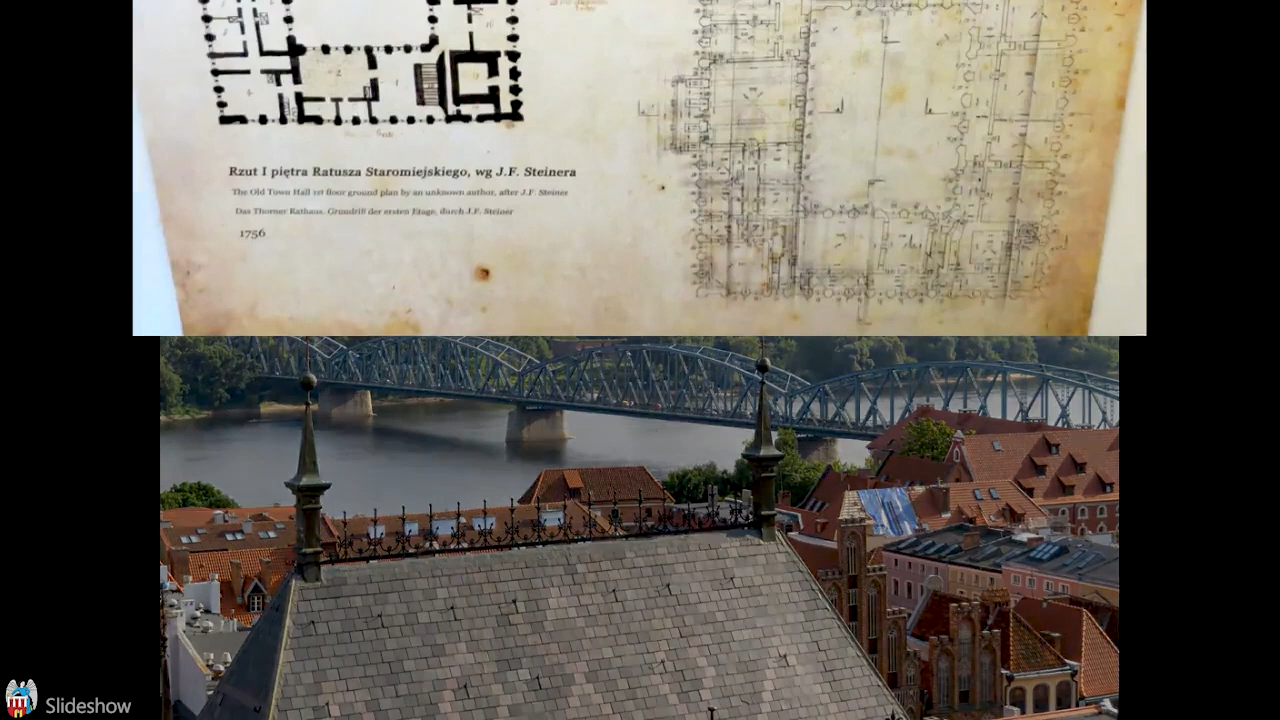 Rzut I piętra Ratusza Staromiejskiego, wg J.F. Steinera
The Old Town Hall 1st floor ground plan by an unknown author, after J.F. Steiner
Das Thorner Rathaus. Grundriß der ersten Etage, durch J.F. Steiner
1756
Slideshow